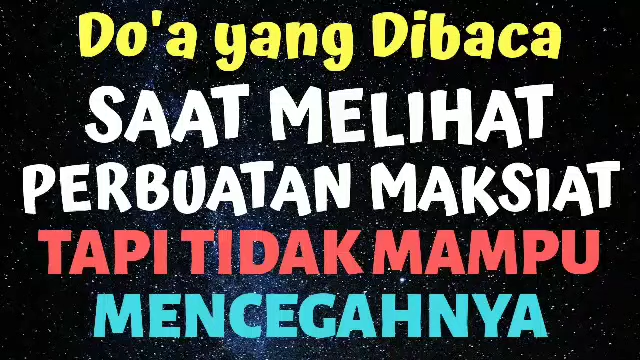 Do'a yang Dibaca
SAAT MELIHAT
PERBUATAN MAKSIAT
TAPI TIDAK MAMPU
MENCEGAHNYA